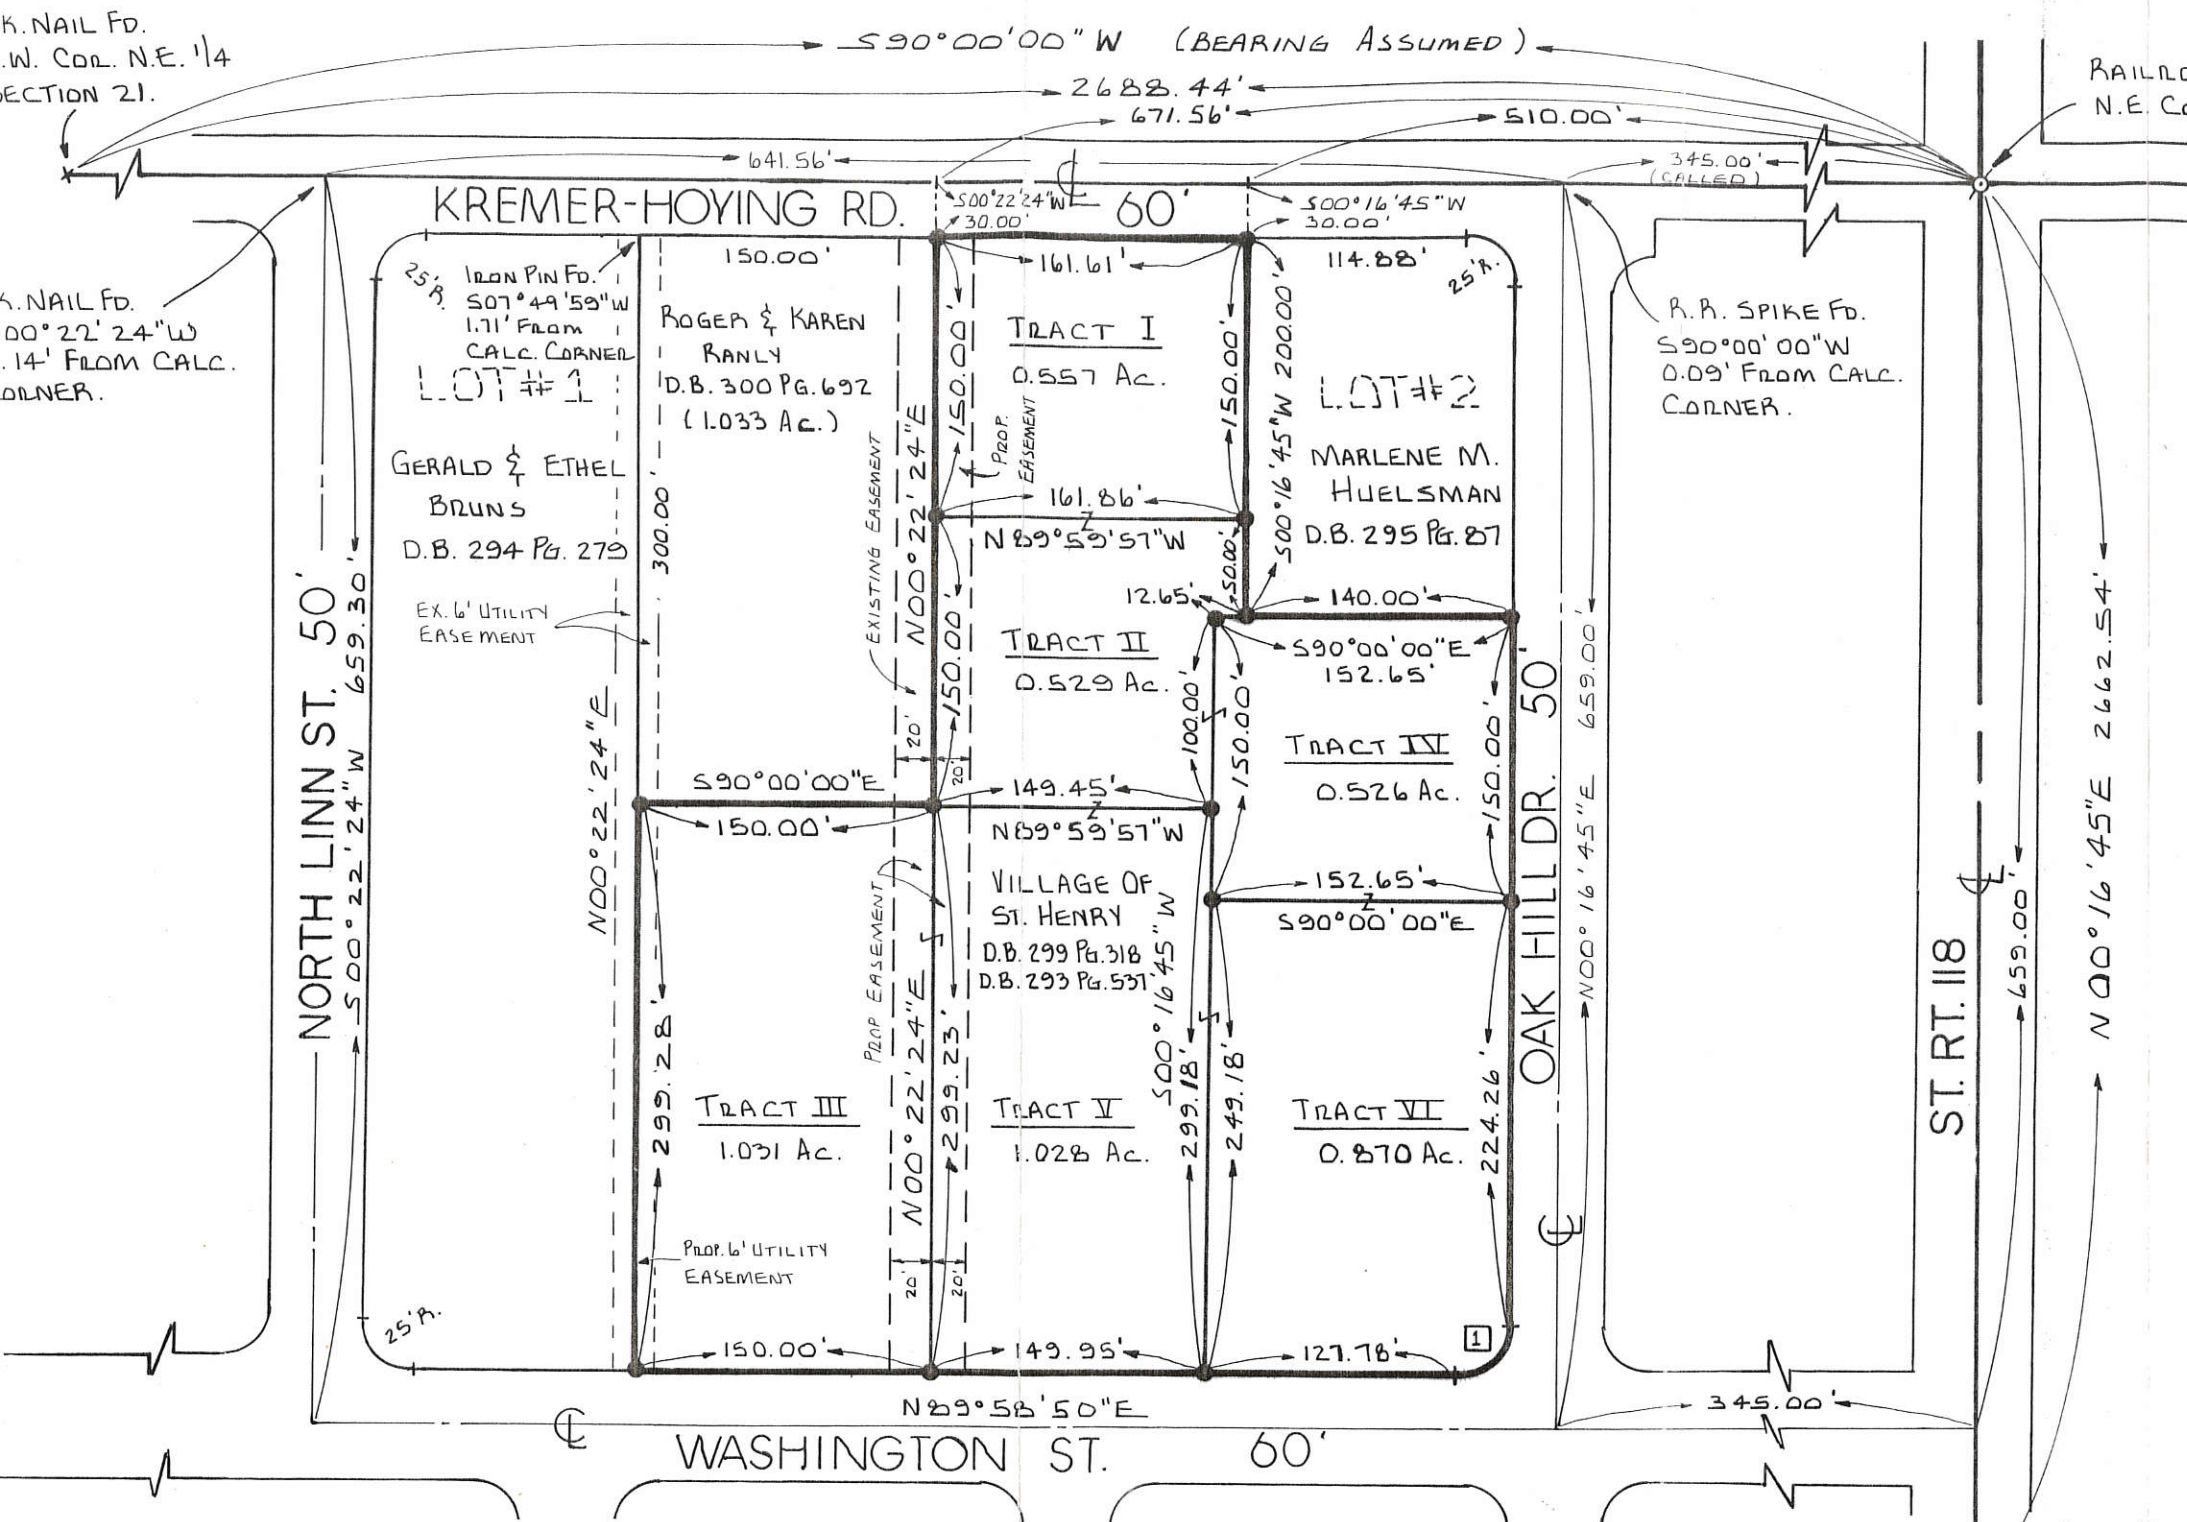 K. NAIL FD.
.W. COR. N.E. 1/4
SECTION 21.
S90°00'00"W (BEARING ASSUMED)
2688.44'
671.56'
510.00'
641.56'
345.00'
(CALLED)
N.E. CO
KREMER-HOYING RD. 60'
S00°22'24"W
30.00'
S00°16'45"W
30.00'
℄
150.00'
161.61'
114.88'
25'R.
25'R.
K. NAIL FD.
00°22'24"W
.14' FROM CALC.
CORNER.
IRON PIN FD.
S07°49'59"W
1.71' FROM
CALC. CORNER
LOT #1
GERALD & ETHEL
BRUNS
D.B. 294 PG. 279
EX. 6' UTILITY
EASEMENT
ROGER & KAREN
RANLY
D.B. 300 PG. 692
(1.033 AC.)
300.00'
N00°22'24"E
EXISTING EASEMENT
N00°22'24"E
150.00'
TRACT I
0.557 AC.
PROP.
EASEMENT
150.00'
S00°16'45"W 200.00'
161.86'
Z
N89°59'57"W
50.00'
LOT #2
MARLENE M.
HUELSMAN
D.B. 295 PG. 87
R.R. SPIKE FD.
S90°00'00"W
0.09' FROM CALC.
CORNER.
12.65'
140.00'
S90°00'00"E
152.65'
TRACT II
0.529 AC.
150.00'
100.00'
150.00'
TRACT IV
0.526 AC.
150.00'
20'
20'
S90°00'00"E
150.00'
149.45'
Z
N89°59'57"W
VILLAGE OF
ST. HENRY
D.B. 299 PG. 318
D.B. 293 PG. 537
152.65'
Z
S90°00'00"E
NORTH LINN ST. 50'
S00°22'24"W 659.30'
OAK HILL DR. 50'
N00°16'45"E 659.00'
℄
ST. RT. 118
℄
659.00'
N00°16'45"E 2662.54'
PROP EASEMENT
N00°22'24"E
299.28'
299.23'
S00°16'45"W
299.18'
249.18'
224.26'
TRACT III
1.031 AC.
TRACT V
1.028 AC.
TRACT VI
0.870 AC.
PROP. 6' UTILITY
EASEMENT
20'
20'
25'R.
1
150.00'
149.95'
127.78'
N89°58'50"E
345.00'
℄
WASHINGTON ST. 60'